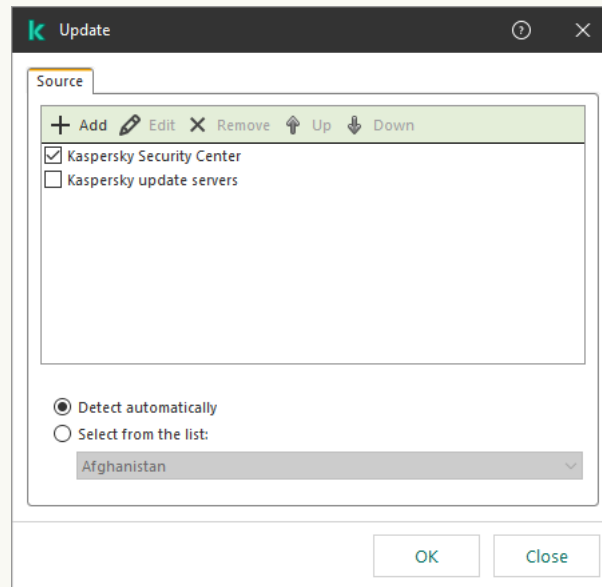 Update
Source
Add Edit Remove Up Down
Kaspersky Security Center
Kaspersky update servers
Detect automatically
Select from the list:
Afghanistan
OK Close